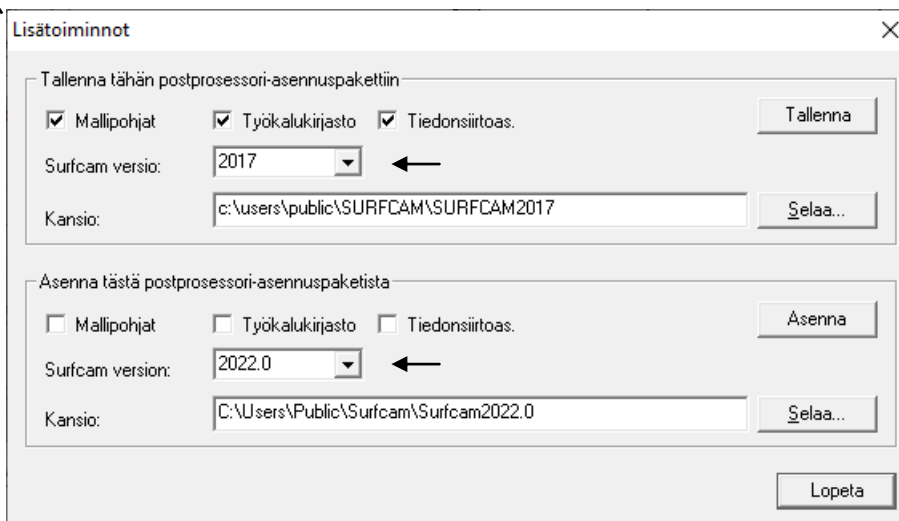 Lisätoiminnot
Tallenna tähän postprosessori-asennuspakettiin
Mallipohjat Työkalukirjasto Tiedonsiirtoas. Tallenna
Surfcam versio: 2017
Kansio: c:\users\public\SURFCAM\SURFCAM2017 Selaa...
Asenna tästä postprosessori-asennuspaketista
Mallipohjat Työkalukirjasto Tiedonsiirtoas. Asenna
Surfcam version: 2022.0
Kansio: C:\Users\Public\Surfcam\Surfcam2022.0 Selaa...
Lopeta